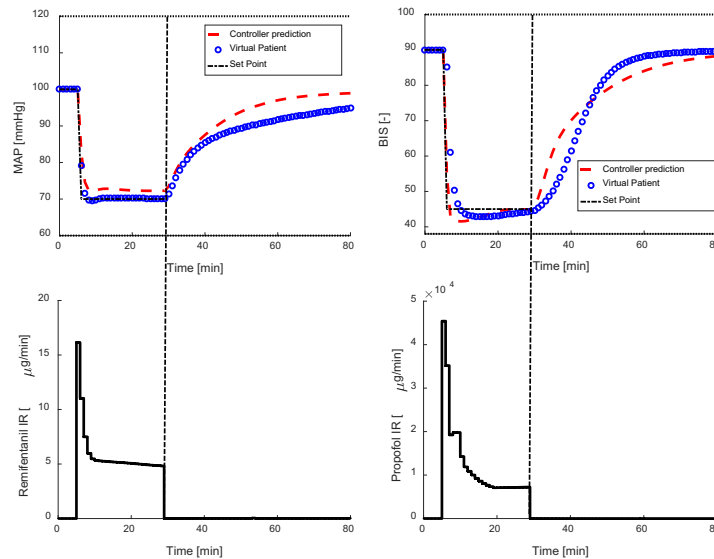 120
110
100
90
80
70
60
MAP [mmHg]
0 20 40 60 80
Time [min]
Controller prediction
Virtual Patient
Set Point
100
90
80
70
60
50
40
BIS [-]
0 20 40 60 80
Time [min]
Controller prediction
Virtual Patient
Set Point
20
15
10
5
0
Remifentanil IR [ μg/min]
0 20 40 60 80
Time [min]
× 10 4
5
4
3
2
1
0
Propofol IR [ μg/min]
0 20 40 60 80
Time [min]